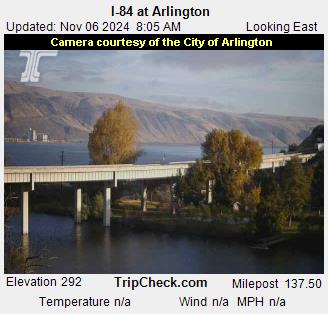 I-84 at Arlington
Updated: Nov 06 2024 8:05 AM Looking East
Camera courtesy of the City of Arlington
Elevation 292 TripCheck.com Milepost 137.50
Temperature n/a Wind n/a MPH n/a